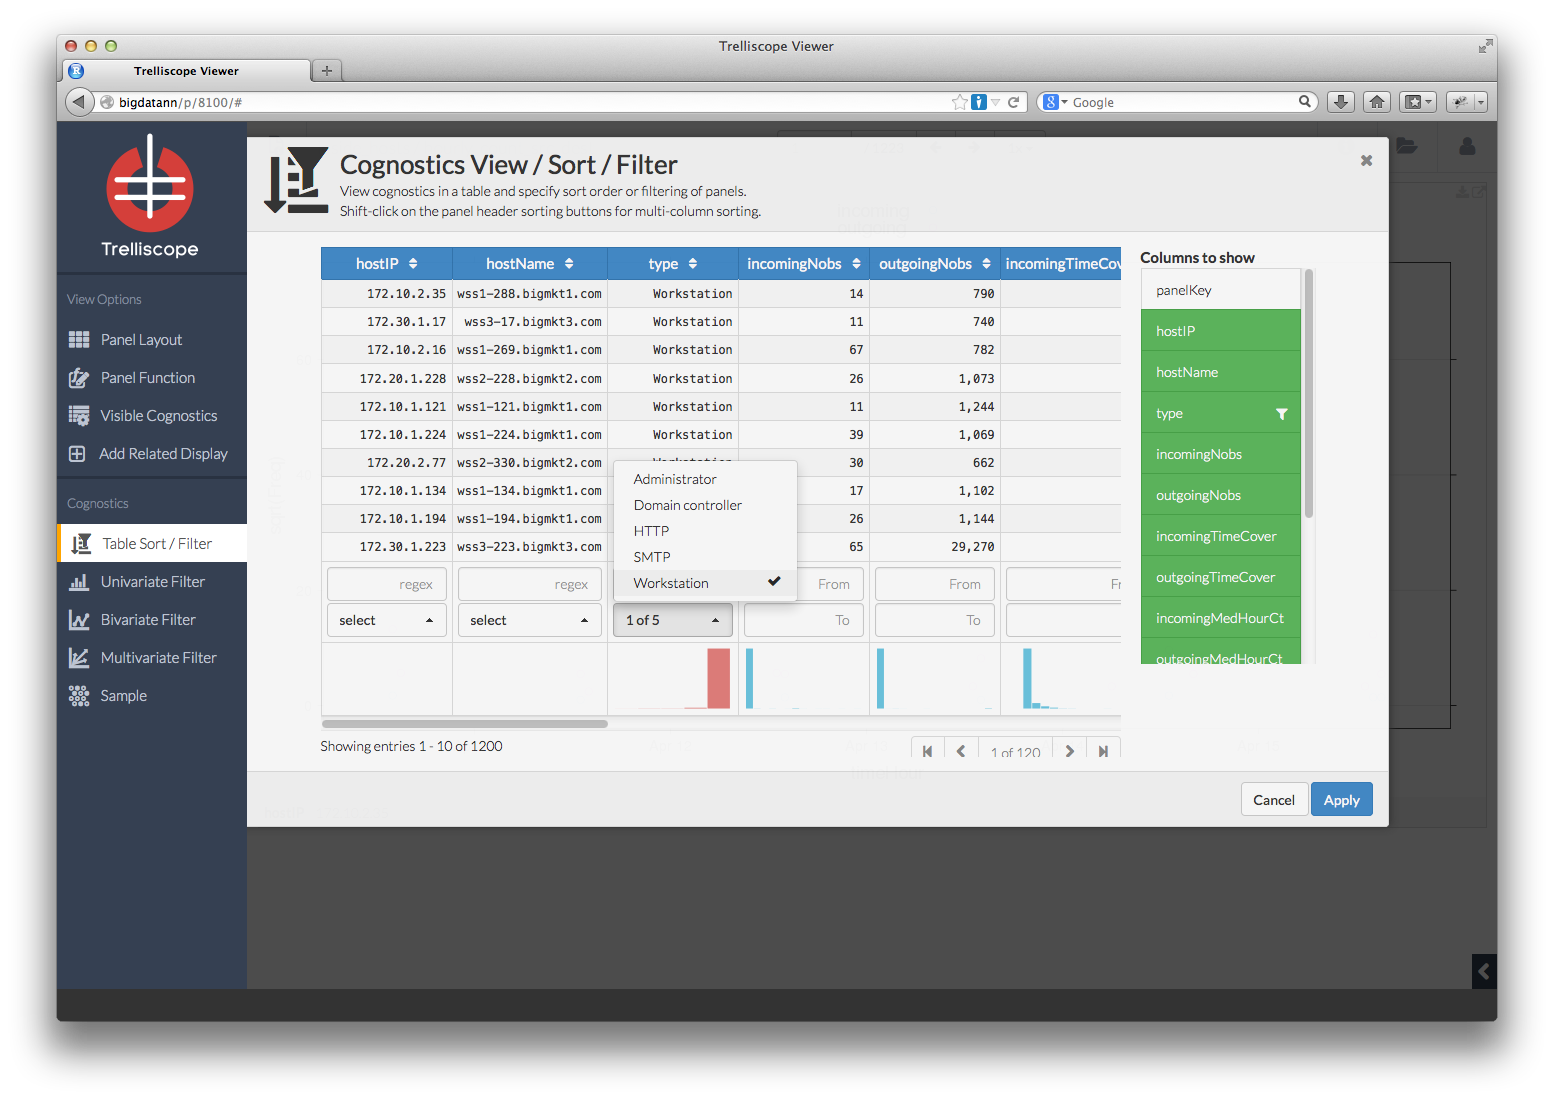 Trelliscope Viewer
Trelliscope Viewer
bigdatann/p/8100/#
Google
Trelliscope
View Options
Panel Layout
Panel Function
Visible Cognostics
Add Related Display
Cognostics
Table Sort / Filter
Univariate Filter
Bivariate Filter
Multivariate Filter
Sample
Cognostics View / Sort / Filter
View cognostics in a table and specify sort order or filtering of panels.
Shift-click on the panel header sorting buttons for multi-column sorting.
hostIP hostName type incomingNobs outgoingNobs incomingTimeCov
172.10.2.35 wss1-288.bigmkt1.com Workstation 14 790
172.30.1.17 wss3-17.bigmkt3.com Workstation 11 740
172.10.2.16 wss1-269.bigmkt1.com Workstation 67 782
172.20.1.228 wss2-228.bigmkt2.com Workstation 26 1,073
172.10.1.121 wss1-121.bigmkt1.com Workstation 11 1,244
172.10.1.224 wss1-224.bigmkt1.com Workstation 39 1,069
172.20.2.77 wss2-330.bigmkt2.com 30 662
172.10.1.134 wss1-134.bigmkt1.com 17 1,102
172.10.1.194 wss1-194.bigmkt1.com 26 1,144
172.30.1.223 wss3-223.bigmkt3.com 65 29,270
Administrator
Domain controller
HTTP
SMTP
Workstation
regex regex From From Fr
select select 1 of 5 To To
Showing entries 1 - 10 of 1200
1 of 120
Columns to show
panelKey
hostIP
hostName
type
incomingNobs
outgoingNobs
incomingTimeCover
outgoingTimeCover
incomingMedHourCt
outgoingMedHourCt
Cancel Apply